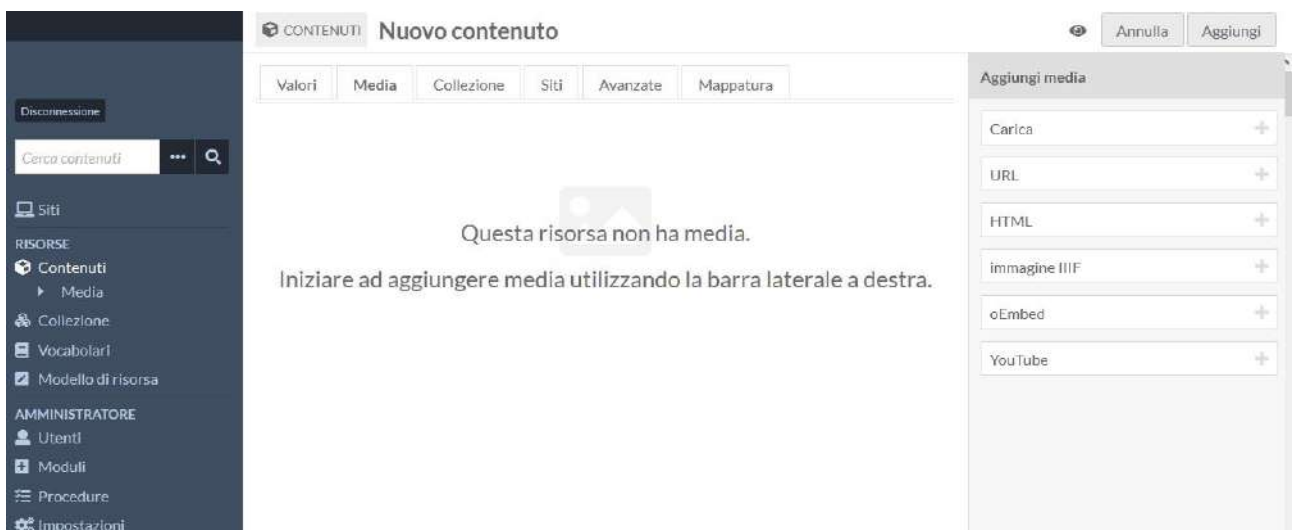 CONTENUTI Nuovo contenuto
Annulla
Aggiungi
Disconnessione
Cerca contenuti
Siti
RISORSE
Contenuti
Media
Collezione
Vocabolari
Modello di risorsa
AMMINISTRATORE
Utenti
Moduli
Procedure
Impostazioni
Valori Media Collezione Siti Avanzate Mappatura
Questa risorsa non ha media.
Iniziare ad aggiungere media utilizzando la barra laterale a destra.
Aggiungi media
Carica
URL
HTML
immagine IIIF
oEmbed
YouTube